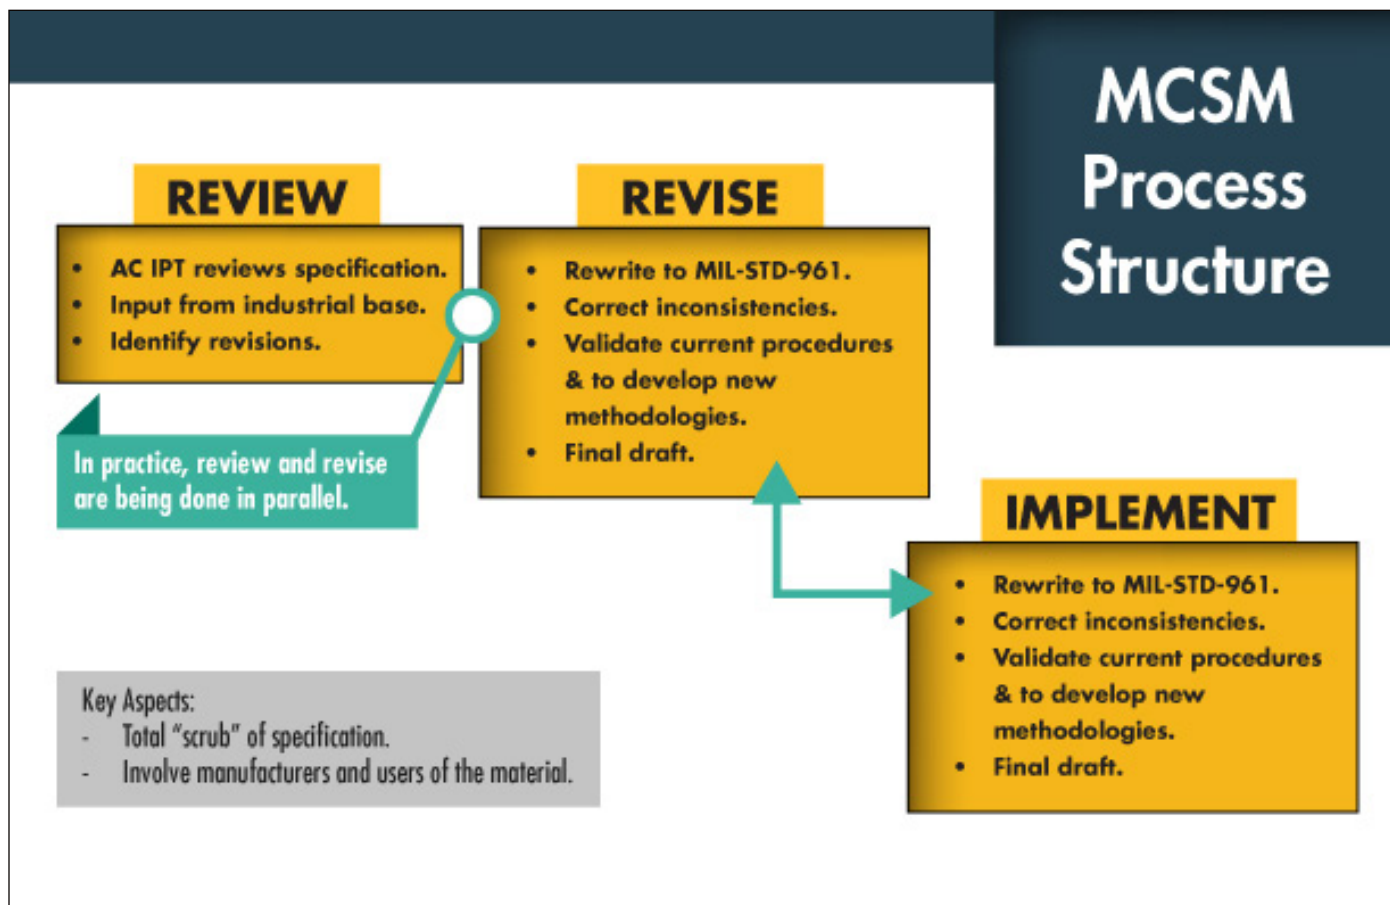 MCSM
Process
Structure
REVIEW
• AC IPT reviews specification.
• Input from industrial base.
• Identify revisions.
In practice, review and revise
are being done in parallel.
REVISE
• Rewrite to MIL-STD-961.
• Correct inconsistencies.
• Validate current procedures
& to develop new
methodologies.
• Final draft.
IMPLEMENT
• Rewrite to MIL-STD-961.
• Correct inconsistencies.
• Validate current procedures
& to develop new
methodologies.
• Final draft.
Key Aspects:
- Total “scrub” of specification.
- Involve manufacturers and users of the material.